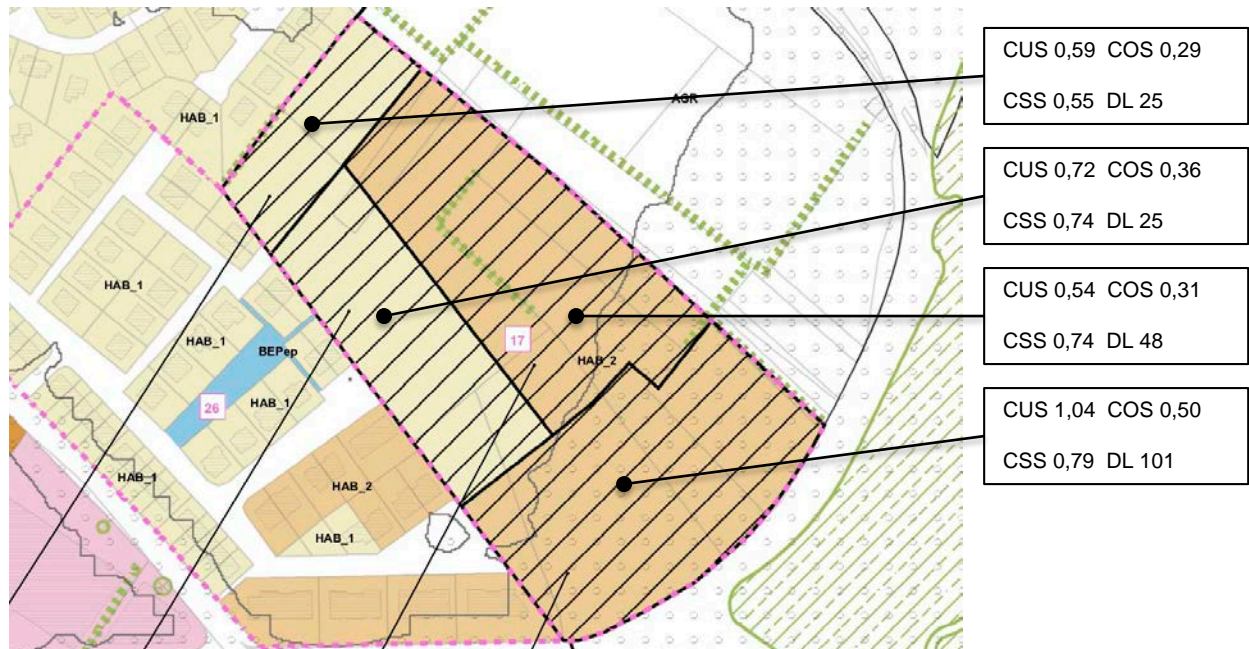 CUS 0,59 COS 0,29
CSS 0,55 DL 25
AGR
HAB_1
CUS 0,72 COS 0,36
CSS 0,74 DL 25
HAB_1
CUS 0,54 COS 0,31
CSS 0,74 DL 48
HAB_1
BEPep
17
HAB_2
26
HAB_1
CUS 1,04 COS 0,50
CSS 0,79 DL 101
HAB_1
HAB_2
HAB_1